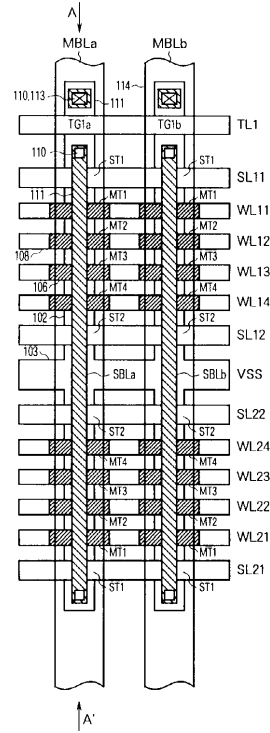 A
MBLa MBLb
114
110,113 111
TG1a TG1b TL1
110 ST1 ST1
SL11
111 MT1 MT1
WL11
MT2 MT2
WL12
108 MT3 MT3
WL13
106 MT4 MT4
WL14
102 ST2 ST2
SL12
103
SBLa SBLb VSS
SL22
ST2 ST2
WL24
MT4 MT4
WL23
MT3 MT3
WL22
MT2 MT2
WL21
MT1 MT1
SL21
ST1 ST1
A'